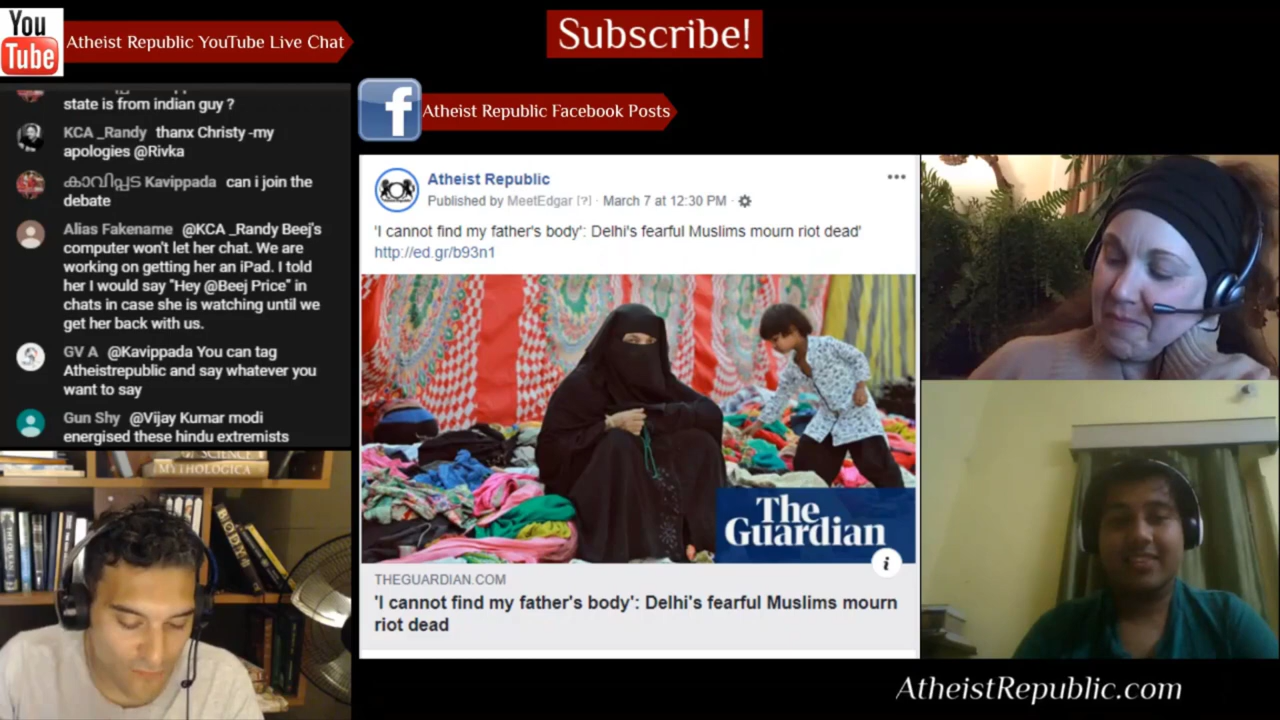 You
Tube
Atheist Republic YouTube Live Chat
Subscribe!
Atheist Republic Facebook Posts
state is from indian guy ?
KCA _Randy thanx Christy -my
apologies @Rivka
കാവിപ്പട Kavippada can i join the
debate
Alias Fakename @KCA _Randy Beej's
computer won't let her chat. We are
working on getting her an iPad. I told
her I would say "Hey @Beej Price" in
chats in case she is watching until we
get her back with us.
GV A @Kavippada You can tag
Atheistrepublic and say whatever you
want to say
Gun Shy @Vijay Kumar modi
energised these hindu extremists
Atheist Republic
Published by MeetEdgar [?] · March 7 at 12:30 PM ·
'I cannot find my father's body': Delhi's fearful Muslims mourn riot dead'
http://ed.gr/b93n1
The
Guardian
i
THEGUARDIAN.COM
'I cannot find my father's body': Delhi's fearful Muslims mourn
riot dead
MYTHOLOGICA
AtheistRepublic.com